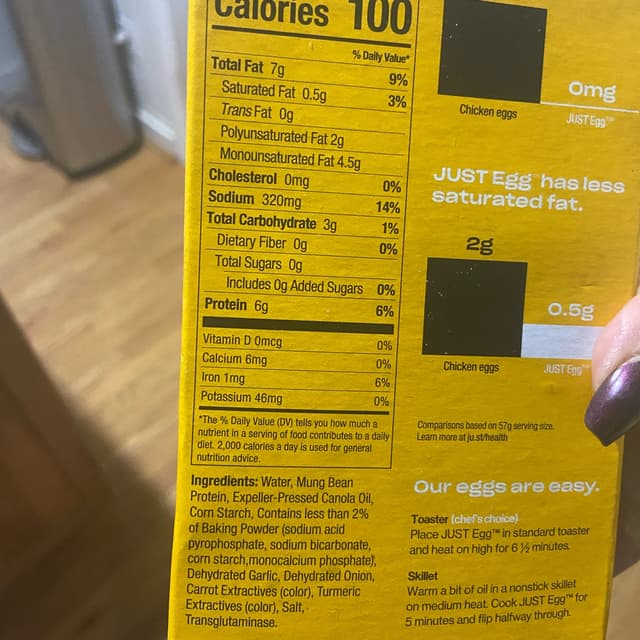 Calories 100
% Daily Value*
Total Fat 7g 9%
Saturated Fat 0.5g 3%
Trans Fat 0g
Polyunsaturated Fat 2g
Monounsaturated Fat 4.5g
Cholesterol 0mg 0%
Sodium 320mg 14%
Total Carbohydrate 3g 1%
Dietary Fiber 0g 0%
Total Sugars 0g
Includes 0g Added Sugars 0%
Protein 6g 6%
Vitamin D 0mcg 0%
Calcium 6mg 0%
Iron 1mg 6%
Potassium 46mg 0%
*The % Daily Value (DV) tells you how much a
nutrient in a serving of food contributes to a daily
diet. 2,000 calories a day is used for general
nutrition advice.
Ingredients: Water, Mung Bean
Protein, Expeller-Pressed Canola Oil,
Corn Starch, Contains less than 2%
of Baking Powder (sodium acid
pyrophosphate, sodium bicarbonate,
corn starch,monocalcium phosphate),
Dehydrated Garlic, Dehydrated Onion,
Carrot Extractives (color), Turmeric
Extractives (color), Salt,
Transglutaminase.
0mg
Chicken eggs
JUST Egg™
JUST Egg™ has less
saturated fat.
2g
0.5g
Chicken eggs
JUST Egg™
Comparisons based on 57g serving size.
Learn more at ju.st/health
Our eggs are easy.
Toaster (chef's choice)
Place JUST Egg™ in standard toaster
and heat on high for 6 ½ minutes.
Skillet
Warm a bit of oil in a nonstick skillet
on medium heat. Cook JUST Egg™ for
5 minutes and flip halfway through.